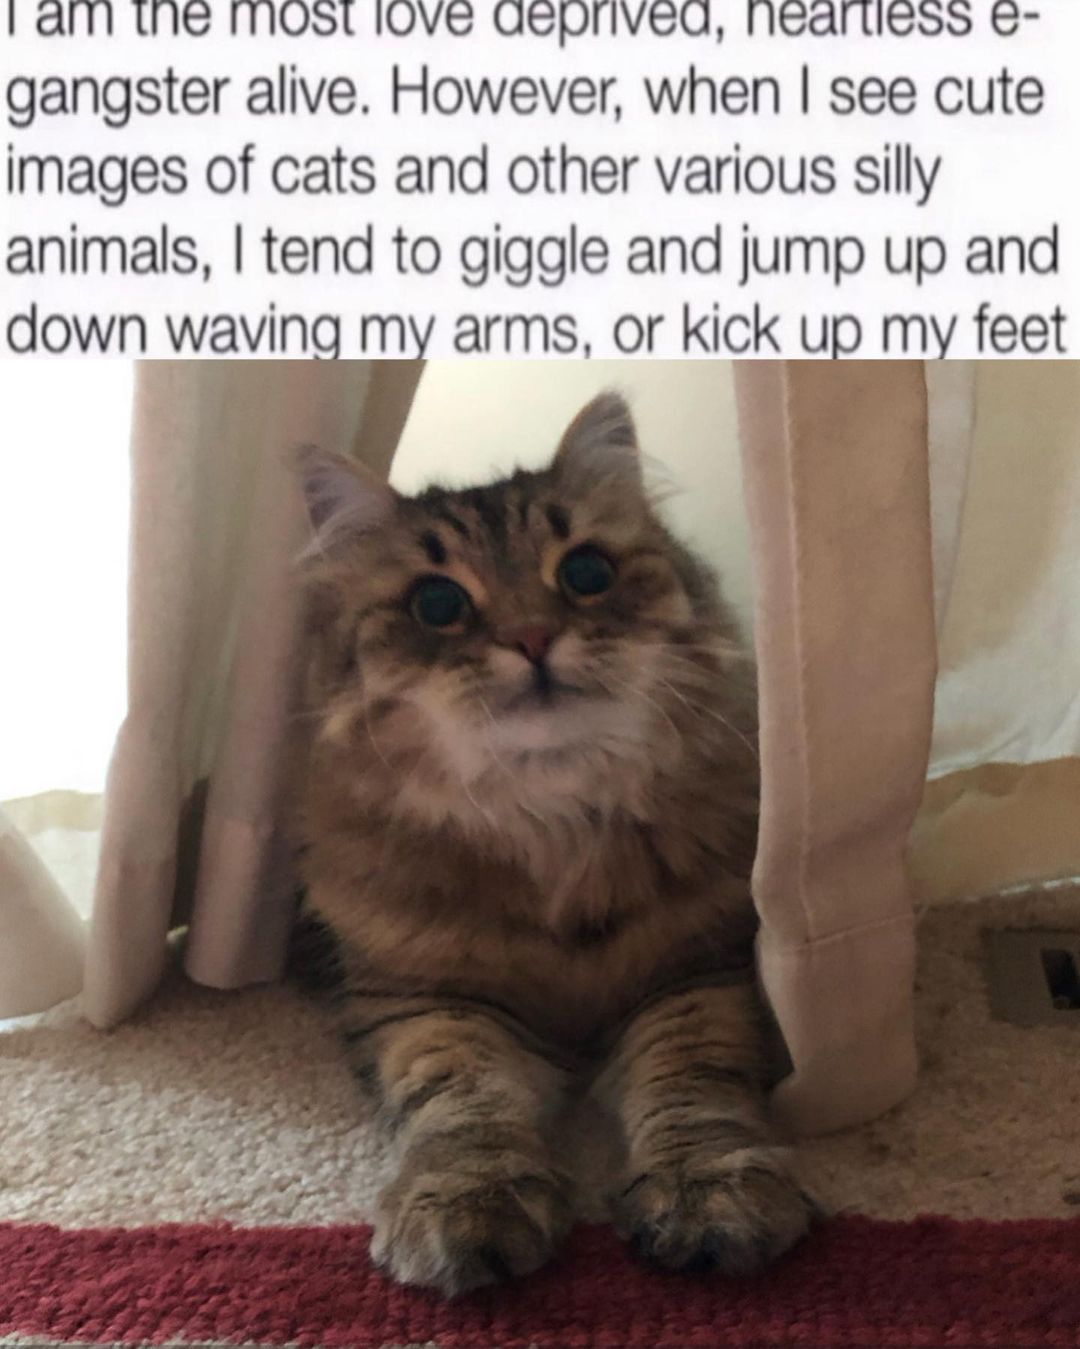 I am the most love deprived, heartless e-
gangster alive. However, when I see cute
images of cats and other various silly
animals, I tend to giggle and jump up and
down waving my arms, or kick up my feet